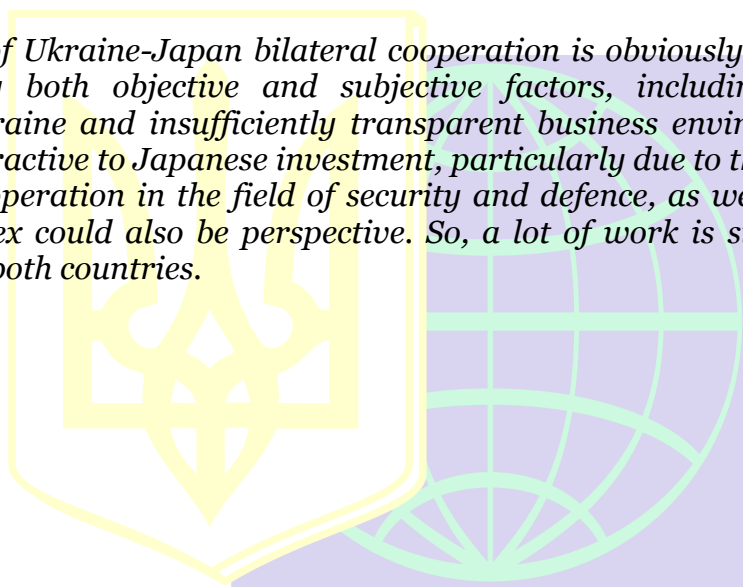 of Ukraine-Japan bilateral cooperation is obviously
both objective and subjective factors, includin
raine and insufficiently transparent business envir
ractive to Japanese investment, particularly due to th
peration in the field of security and defence, as we
ex could also be perspective. So, a lot of work is s
both countries.